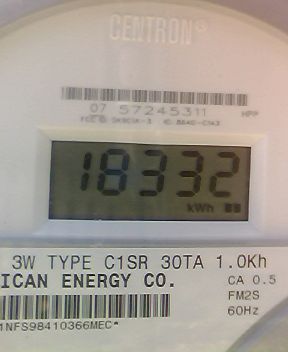 CENTRON®
07 57245311 HPP
18332
kWh
3W TYPE C1SR 30TA 1.0Kh
ICAN ENERGY CO. CA 0.5
FM2S
60Hz
1NFS98410366MEC*